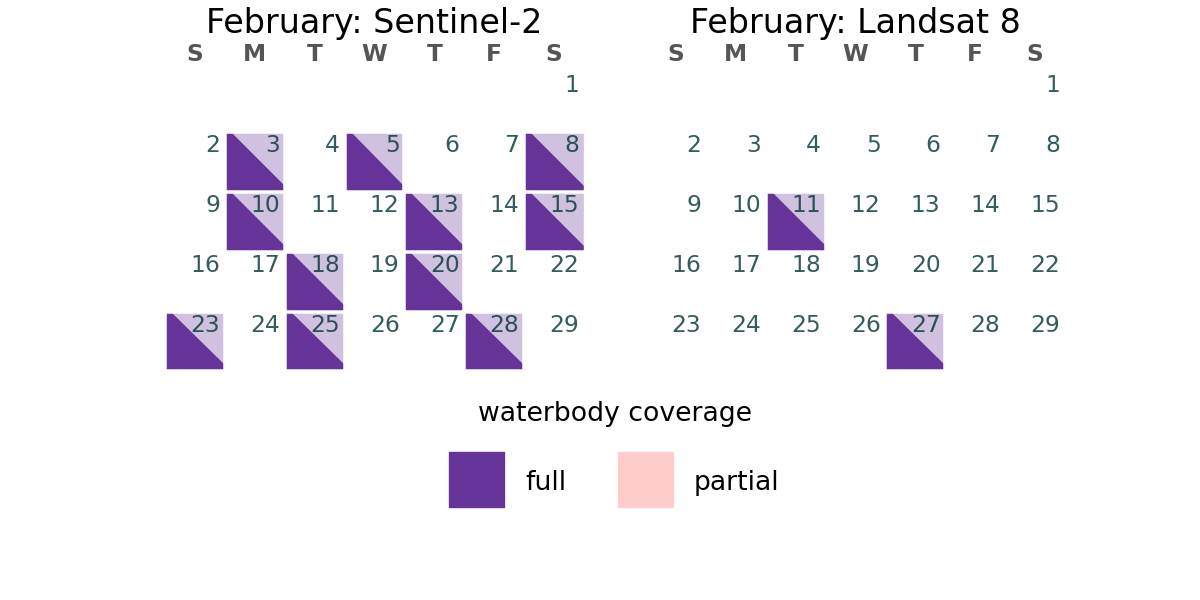 February: Sentinel-2
S M T W T F S
1
2 3 4 5 6 7 8
9 10 11 12 13 14 15
16 17 18 19 20 21 22
23 24 25 26 27 28 29
February: Landsat 8
S M T W T F S
1
2 3 4 5 6 7 8
9 10 11 12 13 14 15
16 17 18 19 20 21 22
23 24 25 26 27 28 29
waterbody coverage
full partial